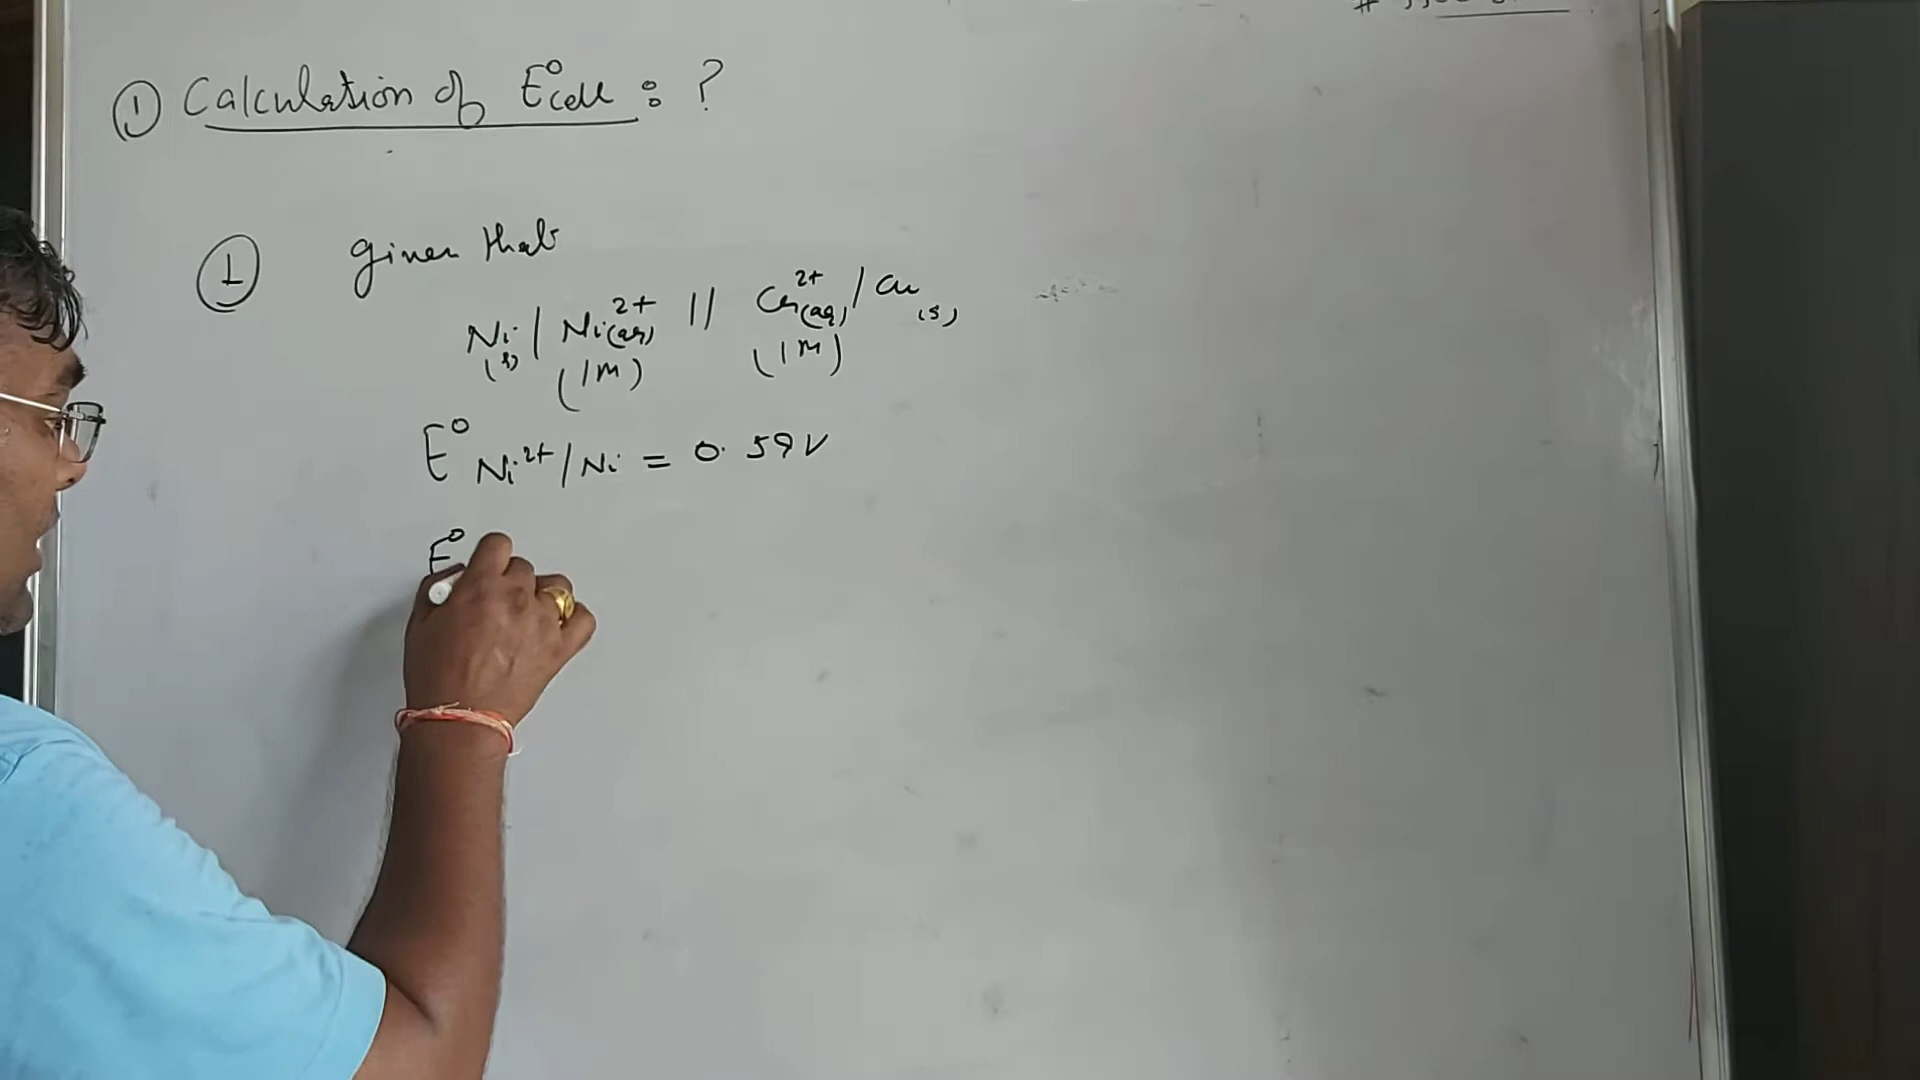 ① Calculation of E°cell : ?
① Given that
Ni(s) | Ni²⁺(aq) (1M) || Cu²⁺(aq) (1M) / Cu(s)
E° Ni²⁺/Ni = 0.59V
E°